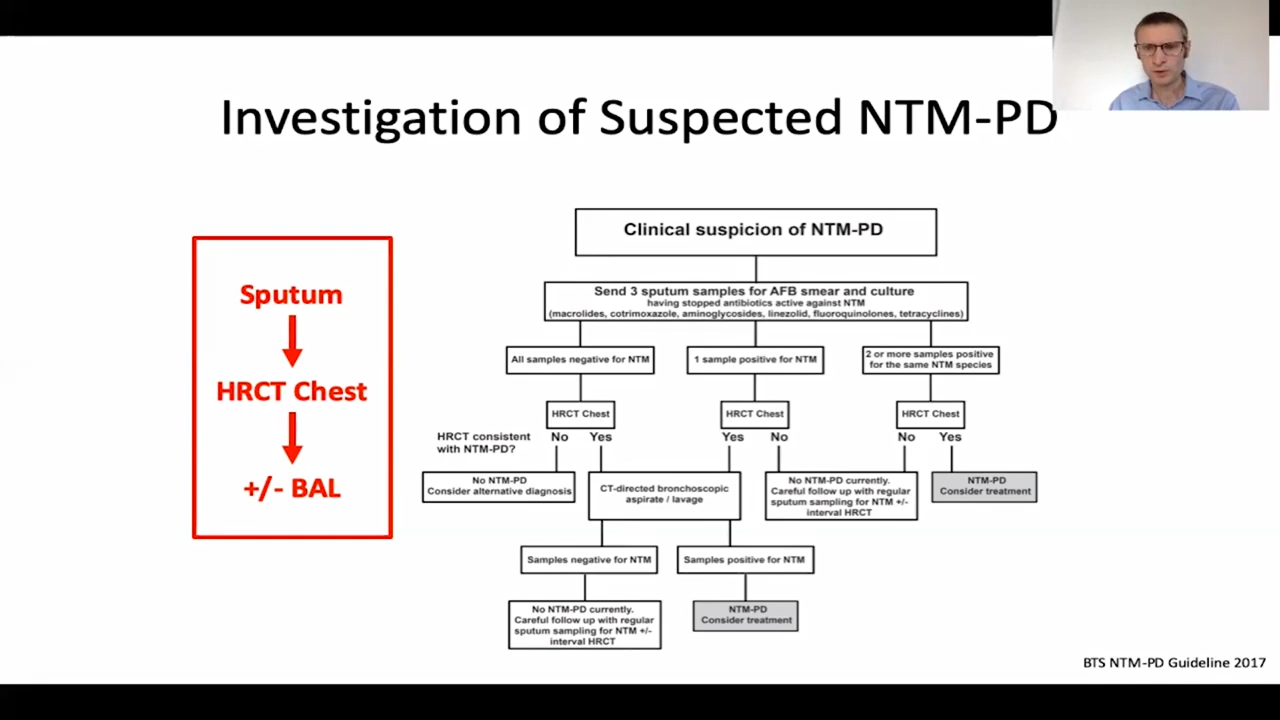 Investigation of Suspected NTM-PD
Sputum
HRCT Chest
+/- BAL
Clinical suspicion of NTM-PD
Send 3 sputum samples for AFB smear and culture
having stopped antibiotics active against NTM
(macrolides, cotrimoxazole, aminoglycosides, linezolid, fluoroquinolones, tetracyclines)
All samples negative for NTM
1 sample positive for NTM
2 or more samples positive
for the same NTM species
HRCT Chest
HRCT Chest
HRCT Chest
HRCT consistent
with NTM-PD?
No Yes
Yes No
No Yes
No NTM-PD
Consider alternative diagnosis
CT-directed bronchoscopic
aspirate / lavage
No NTM-PD currently.
Careful follow up with regular
sputum sampling for NTM +/-
interval HRCT
NTM-PD
Consider treatment
Samples negative for NTM
Samples positive for NTM
No NTM-PD currently.
Careful follow up with regular
sputum sampling for NTM +/-
interval HRCT
NTM-PD
Consider treatment
BTS NTM-PD Guideline 2017